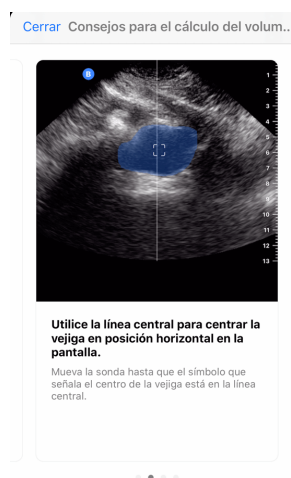 Cerrar Consejos para el cálculo del volum...
B
1
2
3
4
5
6
7
8
9
10
11
12
13
Utilice la línea central para centrar la
vejiga en posición horizontal en la
pantalla.
Mueva la sonda hasta que el símbolo que
señala el centro de la vejiga está en la línea
central.